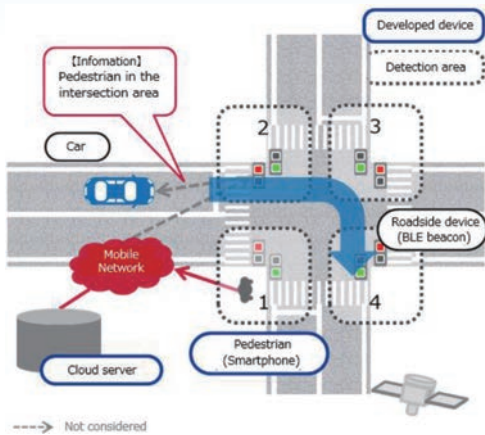 Developed device
Detection area
【Infomation】
Pedestrian in the
intersection area
Car
2
3
Roadside device
(BLE beacon)
Mobile
Network
1
4
Pedestrian
(Smartphone)
Cloud server
Not considered